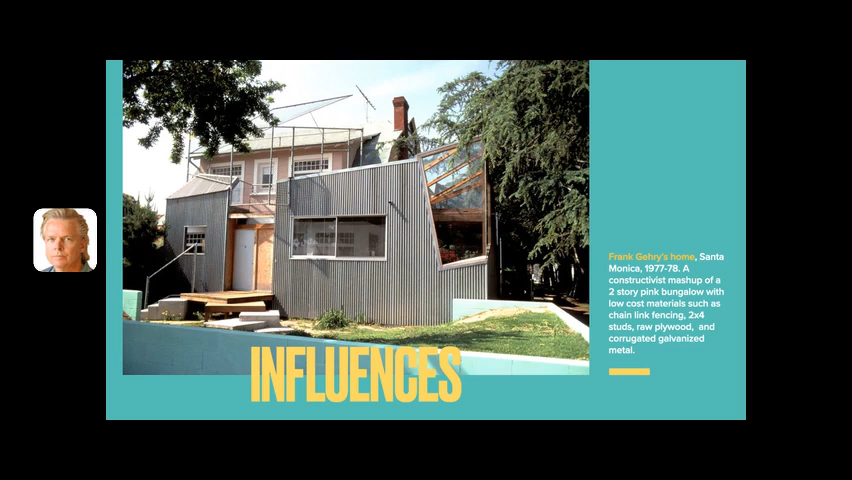 Frank Gehry's home, Santa
Monica, 1977-78. A
constructivist mashup of a
2 story pink bungalow with
low cost materials such as
chain link fencing, 2x4
studs, raw plywood,  and
corrugated galvanized
metal.
INFLUENCES